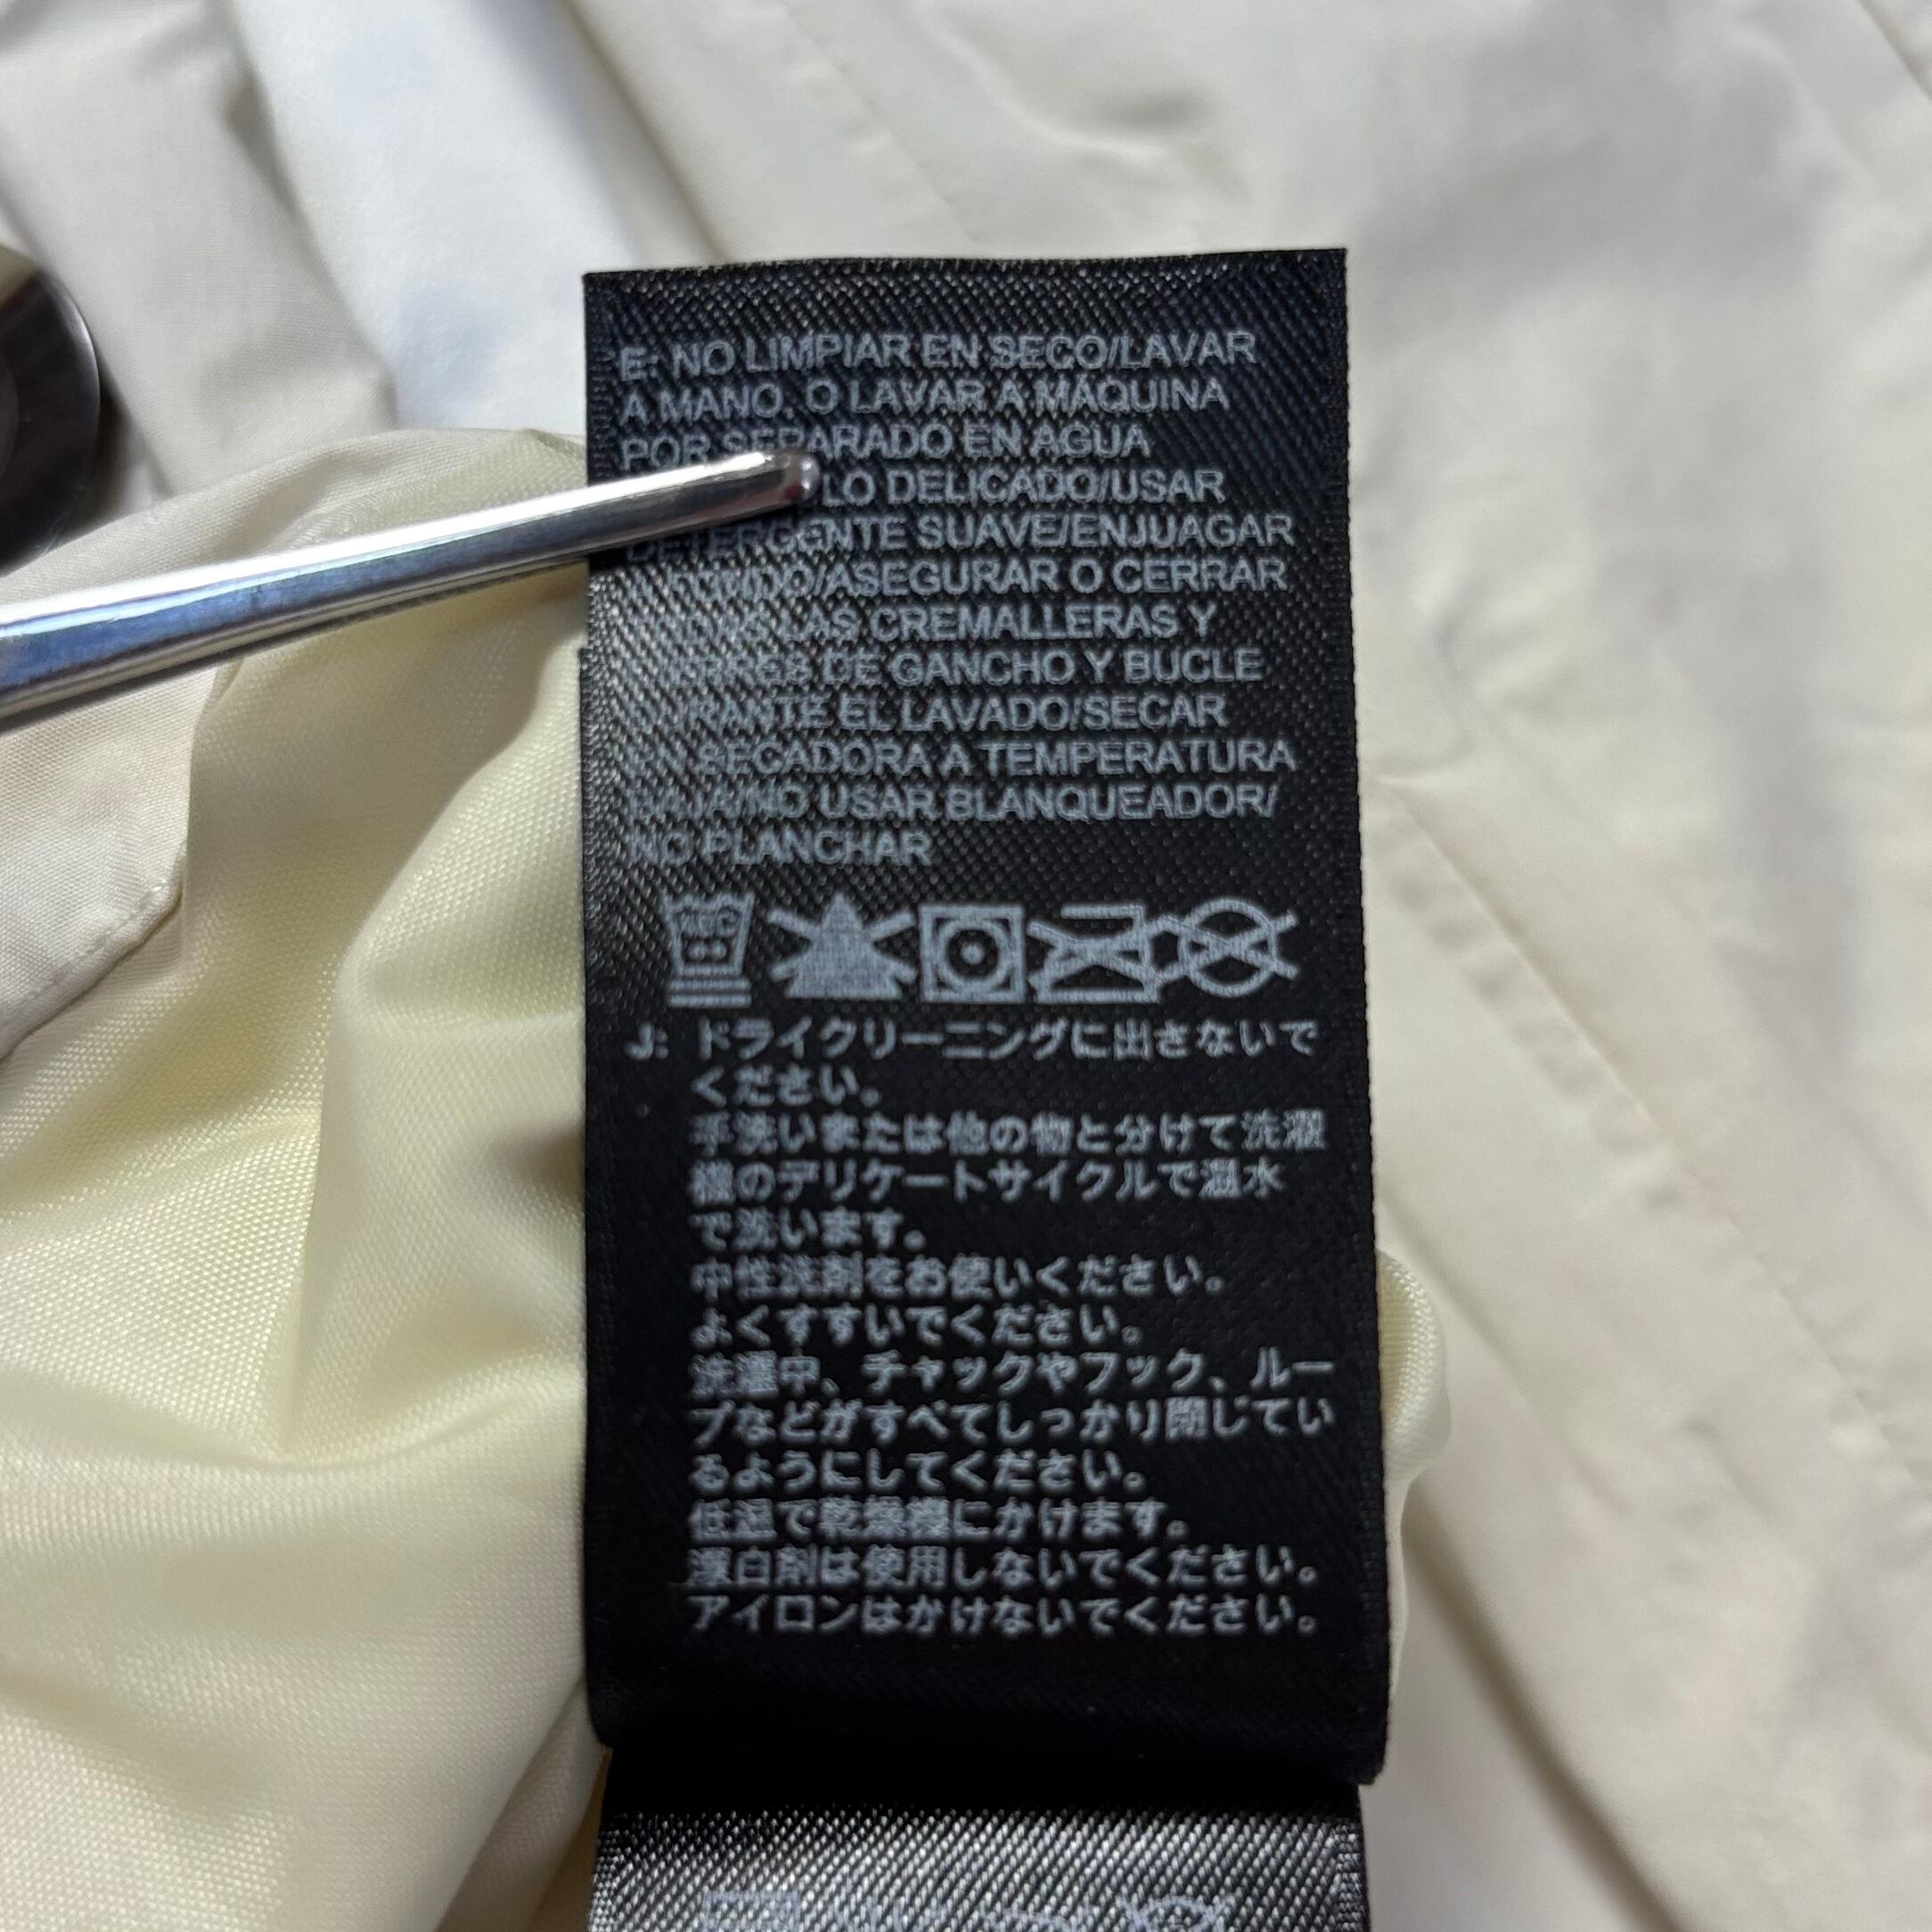 E: NO LIMPIAR EN SECO/LAVAR
A MANO, O LAVAR A MÁQUINA
POR SEPARADO EN AGUA
LO DELICADO/USAR
DETERGENTE SUAVE/ENJUAGAR
/ASEGURAR O CERRAR
LAS CREMALLERAS Y
DE GANCHO Y BUCLE
DURANTE EL LAVADO/SECAR
EN SECADORA A TEMPERATURA
BAJA/NO USAR BLANQUEADOR/
NO PLANCHAR
J: ドライクリーニングに出さないで
ください。
手洗いまたは他の物と分けて洗濯
機のデリケートサイクルで温水
で洗います。
中性洗剤をお使いください。
よくすすいでください。
洗濯中、チャックやフック、ルー
プなどがすべてしっかり閉じてい
るようにしてください。
低温で乾燥機にかけます。
漂白剤は使用しないでください。
アイロンはかけないでください。